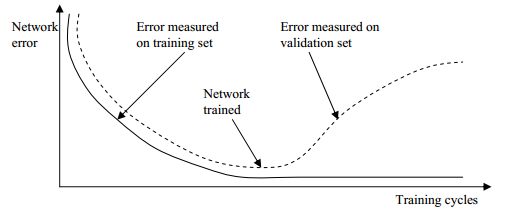 Network
error
Error measured
on training set
Error measured on
validation set
Network
trained
Training cycles